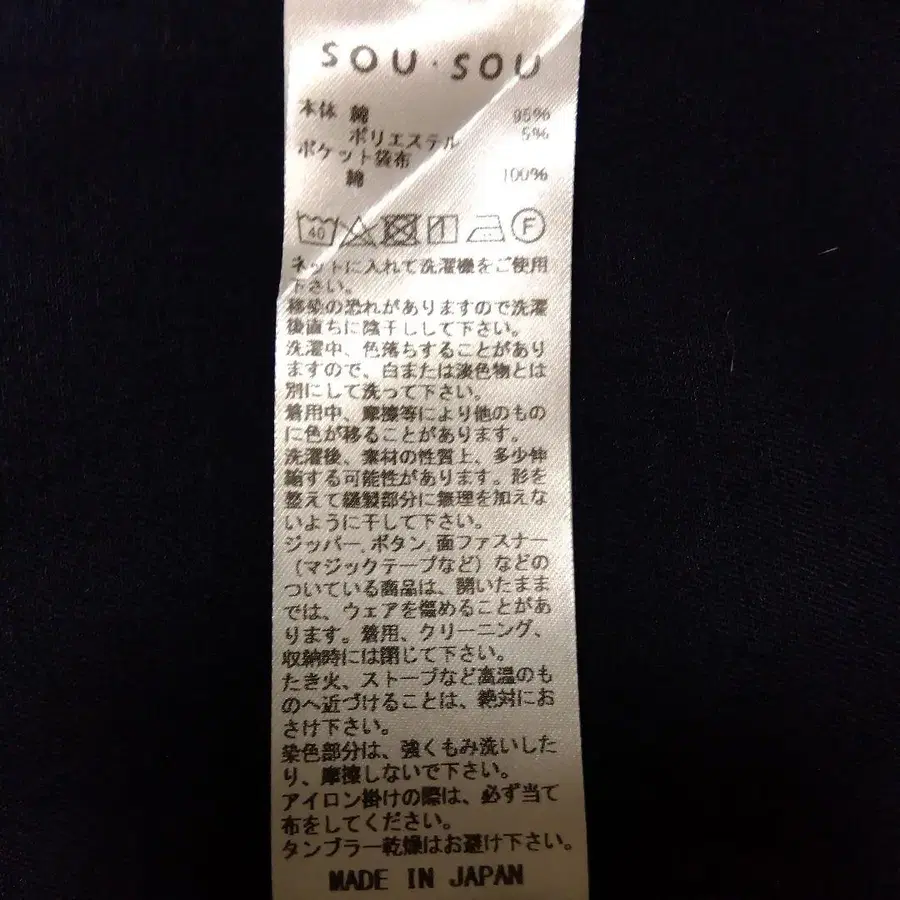 SOU・SOU
本体 綿 95%
ポリエステル 5%
ポケット袋布
綿 100%
40 F
ネットに入れて洗濯機をご使用
下さい。
移染の恐れがありますので洗濯
後直ちに陰干しして下さい。
洗濯中、色落ちすることがあり
ますので、白または淡色物とは
別にして洗って下さい。
着用中、摩擦等により他のもの
に色が移ることがあります。
洗濯後、素材の性質上、多少伸
縮する可能性があります。形を
整えて縫製部分に無理を加えな
いように干して下さい。
ジッパー、ボタン、面ファスナー
(マジックテープなど)などの
ついている商品は、開いたまま
では、ウェアを傷めることがあ
ります。着用、クリーニング、
収納時には閉じて下さい。
たき火、ストーブなど高温のも
のへ近づけることは、絶対にお
さけ下さい。
染色部分は、強くもみ洗いした
り、摩擦しないで下さい。
アイロン掛けの際は、必ず当て
布をしてください。
タンブラー乾燥はお避け下さい。
MADE IN JAPAN